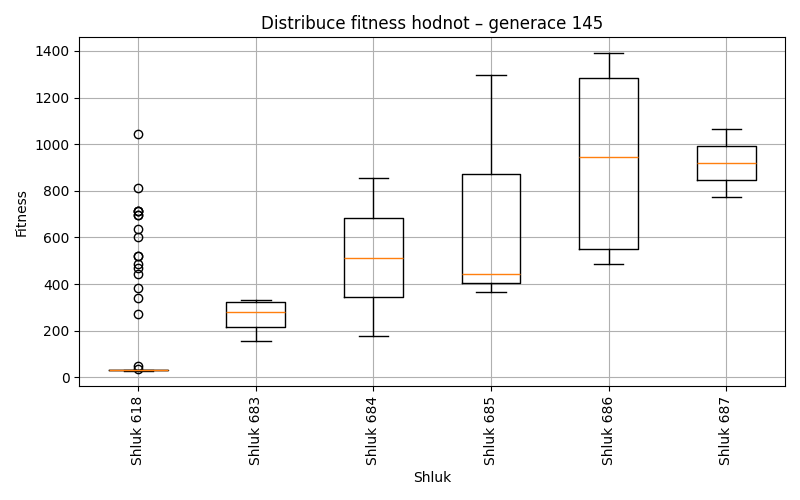 Distribuce fitness hodnot – generace 145
Fitness
1400
1200
1000
800
600
400
200
0
Shluk 618
Shluk 683
Shluk 684
Shluk 685
Shluk 686
Shluk 687
Shluk